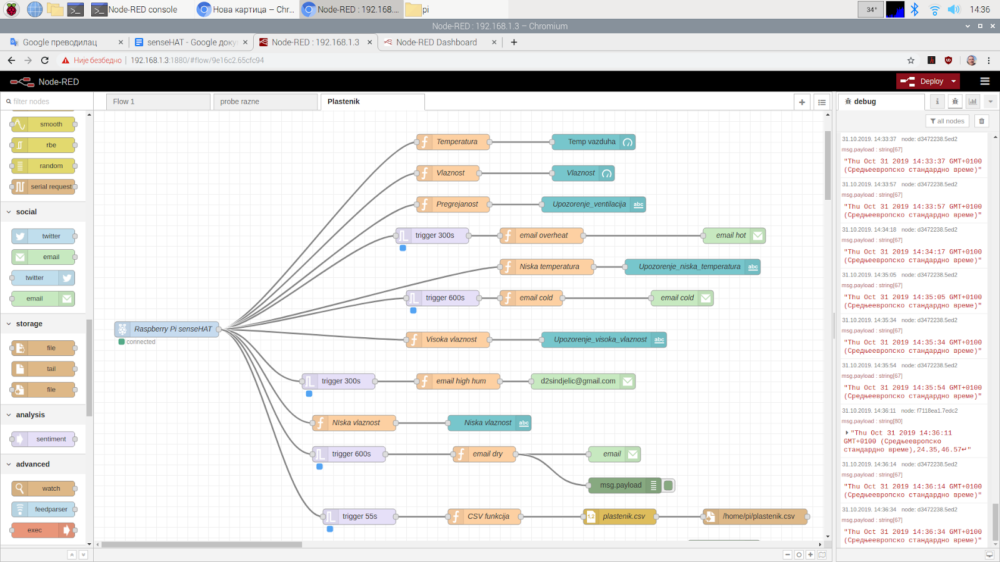 Node-RED console
Нова картица – Chr...
Node-RED : 192.168....
pi
34°
14:36
Node-RED : 192.168.1.3 – Chromium
Google преводилац
senseHAT - Google доку
Node-RED : 192.168.1.3
Node-RED Dashboard
Није безбедно
192.168.1.3:1880/#flow/9e16c2.65cfc94
Node-RED
Deploy
filter nodes
Flow 1
probe razne
Plastenik
debug
i
all nodes
smooth
rbe
random
serial request
social
twitter
email
twitter
email
storage
file
tail
file
analysis
sentiment
advanced
watch
feedparser
exec
Temperatura
Temp vazduha
Vlaznost
Vlaznost
Pregrejanost
Upozorenje_ventilacija
abc
trigger 300s
email overheat
email hot
Niska temperatura
Upozorenje_niska_temperatura
abc
trigger 600s
email cold
email cold
Raspberry Pi senseHAT
connected
Visoka vlaznost
Upozorenje_visoka_vlaznost
abc
trigger 300s
email high hum
d2sindjelic@gmail.com
NIska vlaznost
Niska vlaznost
abc
trigger 600s
email dry
email
msg.payload
trigger 55s
CSV funkcija
1,2
plastenik.csv
/home/pi/plastenik.csv
31.10.2019. 14:33:37 node: d3472238.5ed2
msg.payload : string[67]
"Thu Oct 31 2019 14:33:37 GMT+0100
(Средњеевропско стандардно време)"
31.10.2019. 14:33:57 node: d3472238.5ed2
msg.payload : string[67]
"Thu Oct 31 2019 14:33:57 GMT+0100
(Средњеевропско стандардно време)"
31.10.2019. 14:34:18 node: d3472238.5ed2
msg.payload : string[67]
"Thu Oct 31 2019 14:34:17 GMT+0100
(Средњеевропско стандардно време)"
31.10.2019. 14:35:05 node: d3472238.5ed2
msg.payload : string[67]
"Thu Oct 31 2019 14:35:05 GMT+0100
(Средњеевропско стандардно време)"
31.10.2019. 14:35:34 node: d3472238.5ed2
msg.payload : string[67]
"Thu Oct 31 2019 14:35:34 GMT+0100
(Средњеевропско стандардно време)"
31.10.2019. 14:35:54 node: d3472238.5ed2
msg.payload : string[67]
"Thu Oct 31 2019 14:35:54 GMT+0100
(Средњеевропско стандардно време)"
31.10.2019. 14:36:11 node: f7118ea1.7edc2
msg.payload : string[80]
"Thu Oct 31 2019 14:36:11
GMT+0100 (Средњеевропско
стандардно време),24.35,46.57↵"
31.10.2019. 14:36:14 node: d3472238.5ed2
msg.payload : string[67]
"Thu Oct 31 2019 14:36:14 GMT+0100
(Средњеевропско стандардно време)"
31.10.2019. 14:36:34 node: d3472238.5ed2
msg.payload : string[67]
"Thu Oct 31 2019 14:36:34 GMT+0100
(Средњеевропско стандардно време)"